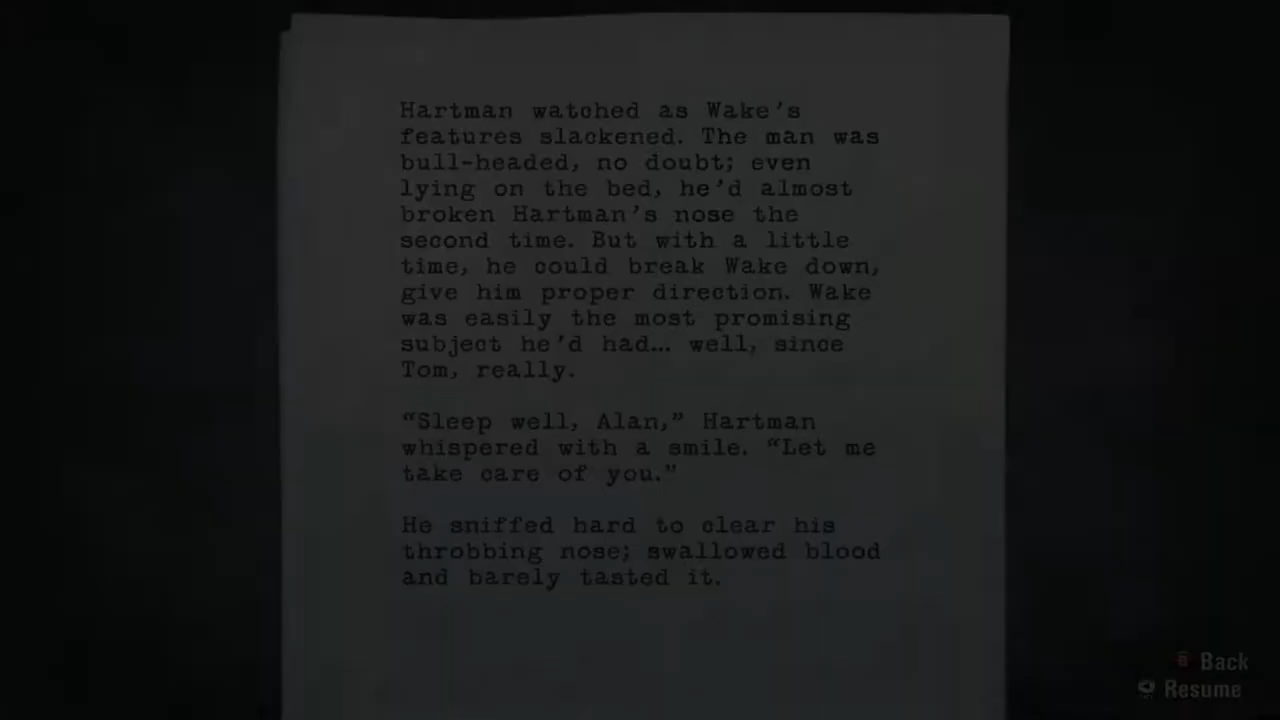 Hartman watched as Wake's
features slackened. The man was
bull-headed, no doubt; even
lying on the bed, he'd almost
broken Hartman's nose the
second time. But with a little
time, he could break Wake down,
give him proper direction. Wake
was easily the most promising
subject he'd had… well, since
Tom, really.
“Sleep well, Alan,” Hartman
whispered with a smile. “Let me
take care of you.”
He sniffed hard to clear his
throbbing nose; swallowed blood
and barely tasted it.
B Back
Resume